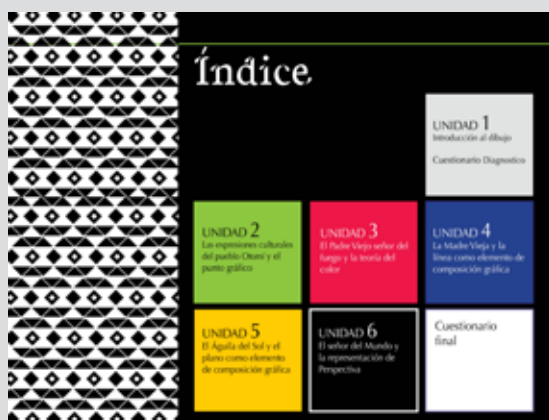 Índice
UNIDAD 1
Introducción al dibujo
Cuestionario Diagnostico
UNIDAD 2
Las expresiones culturales
del pueblo Otomí y el
punto gráfico
UNIDAD 3
El Padre Viejo señor del
fuego y la teoría del
color
UNIDAD 4
La Madre Vieja y la
línea como elemento de
composición gráfica
UNIDAD 5
El Águila del Sol y el
plano como elemento
de composición gráfica
UNIDAD 6
El señor del Mundo y
la representación de
Perspectiva
Cuestionario
final